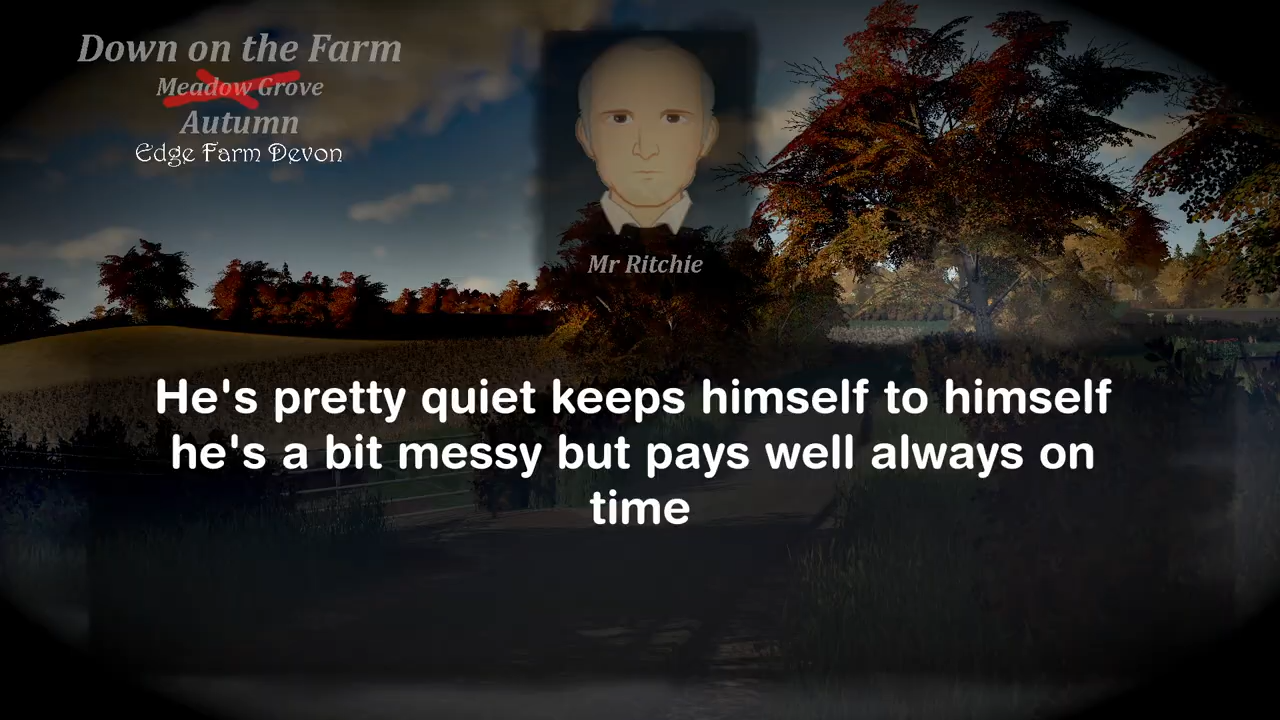 Down on the Farm
Meadow Grove
Autumn
Edge Farm Devon
Mr Ritchie
He's pretty quiet keeps himself to himself
he's a bit messy but pays well always on
time